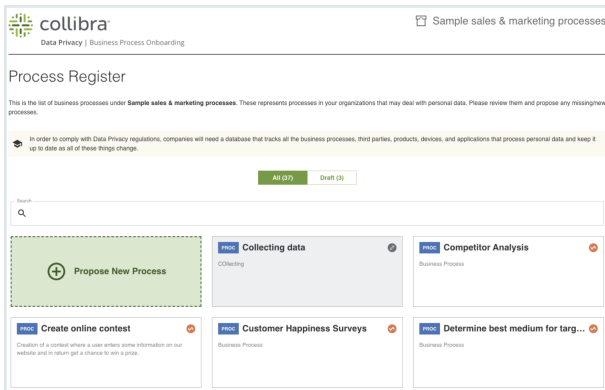 collibra
Sample sales & marketing processes
Data Privacy | Business Process Onboarding
Process Register
This is the list of business processes under Sample sales & marketing processes. These represents processes in your organizations that may deal with personal data. Please review them and propose any missing/new
processes.
In order to comply with Data Privacy regulations, companies will need a database that tracks all the business processes, third parties, products, devices, and applications that process personal data and keep it
up to date as all of these things change.
All (37) Draft (3)
Search
Propose New Process
PROC Collecting data
COllecting
PROC Competitor Analysis
Business Process
PROC Create online contest
Creation of a contest where a user enters some information on our
website and in return get a chance to win a prize.
PROC Customer Happiness Surveys
Business Process
PROC Determine best medium for targ...
Business Process